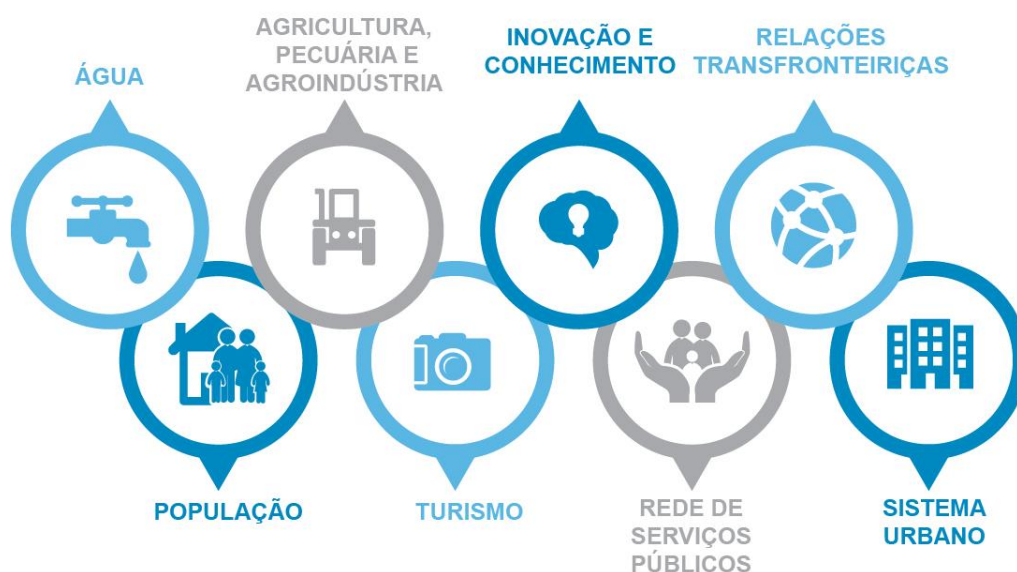 ÁGUA
AGRICULTURA,
PECUÁRIA E
AGROINDÚSTRIA
INOVAÇÃO E
CONHECIMENTO
RELAÇÕES
TRANSFRONTEIRIÇAS
POPULAÇÃO
TURISMO
REDE DE
SERVIÇOS
PÚBLICOS
SISTEMA
URBANO